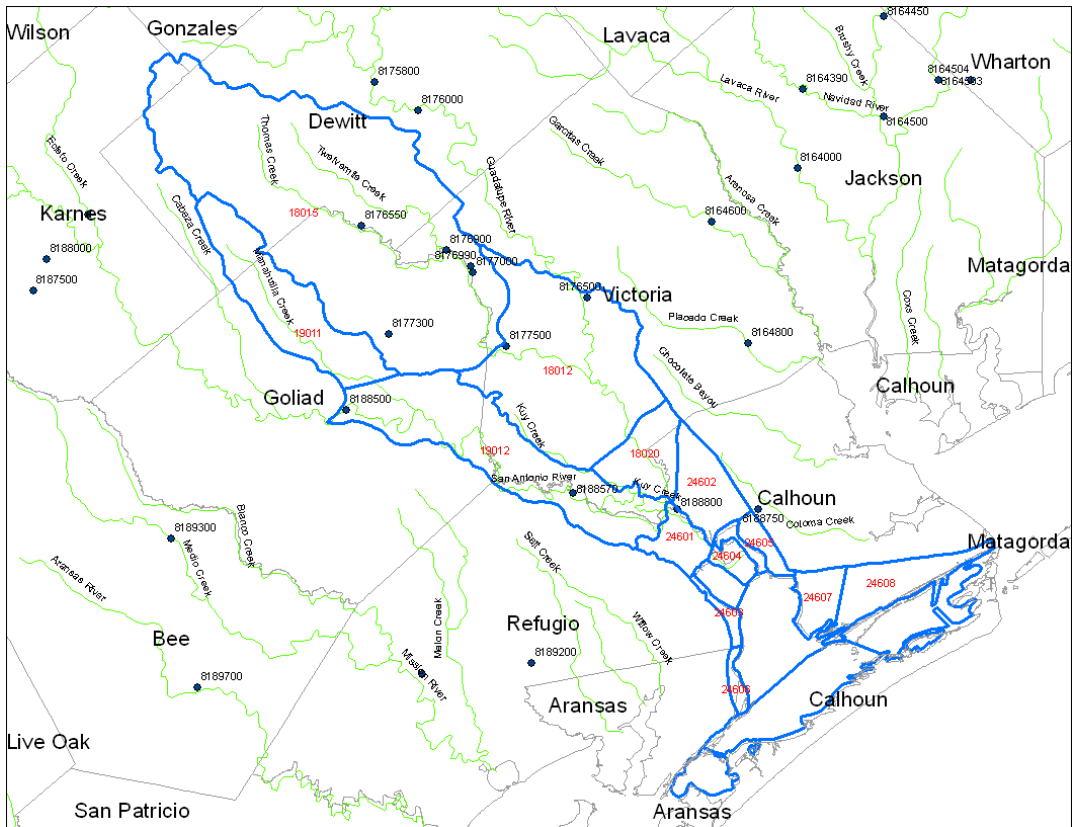 8164450
Wilson
Gonzales
Lavaca
Brushy Creek
Wharton
8175800
8164390
8164504
Lavaca River
Navidad River
8176000
8164500
Dewitt
Thomas Creek
Twelvemile Creek
Garcitas Creek
Ecleto Creek
Guadalupe River
8164000
Arenosa Creek
Jackson
Cabeza Creek
Karnes
18015
8176550
8164600
8176900
8188000
8176990
8177000
Matagorda
Manahuilla Creek
8187500
8176500
Victoria
Coxs Creek
Placedo Creek
8164800
19011
8177300
8177500
Chocolate Bayou
18012
Calhoun
Goliad
8188500
Kuy Creek
19012
18020
San Antonio River
24602
8188570
Kuy Creek
8188800
Calhoun
8188750
Coloma Creek
Blanco Creek
8189300
24601
24605
Matagorda
Medio Creek
Salt Creek
24604
Aransas River
24608
24607
Bee
Melon Creek
Refugio
Willow Creek
24603
8189200
Mission River
8189700
24606
Aransas
Calhoun
Live Oak
San Patricio
Aransas